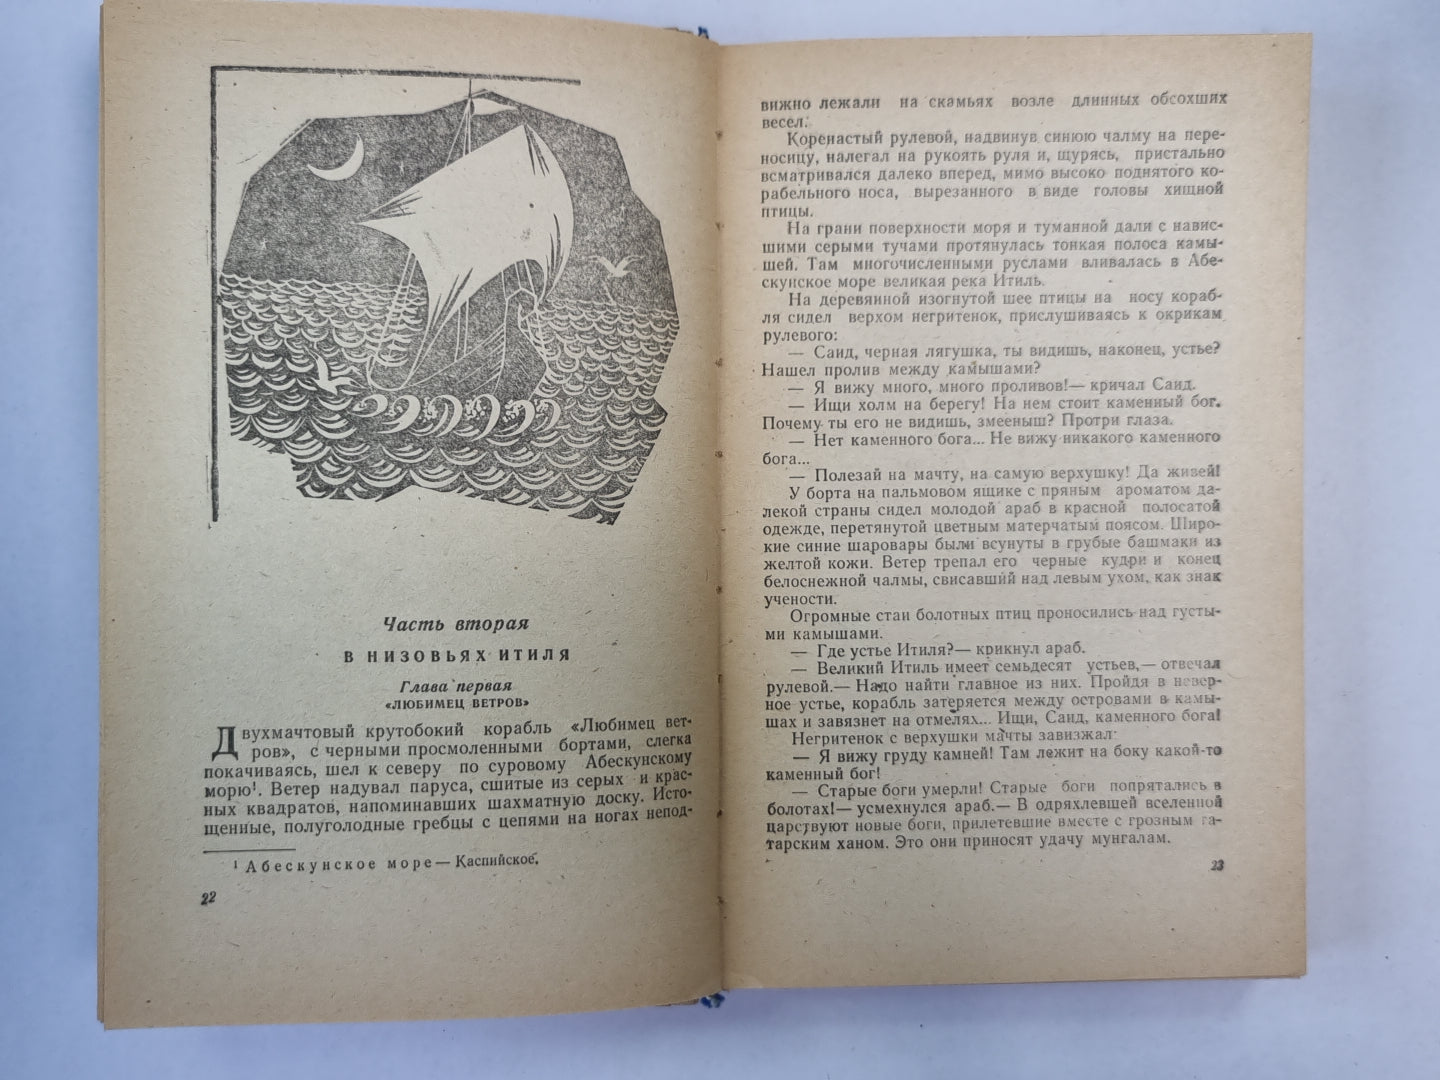 Часть вторая
В НИЗОВЬЯХ ИТИЛЯ
Глава первая
«ЛЮБИМЕЦ ВЕТРОВ»
Двухмачтовый крутобокий корабль «Любимец вет-
ров», с черными просмоленными бортами, слегка
покачиваясь, шел к северу по суровому Абескунскому
морю¹. Ветер надувал паруса, сшитые из серых и крас-
ных квадратов, напоминавших шахматную доску. Исто-
щенные, полуголодные гребцы с цепями на ногах непод-
¹ Абескунское море — Каспийское.
22
вижно лежали на скамьях возле длинных обсохших
весел.
Коренастый рулевой, надвинув синюю чалму на пере-
носицу, налегал на рукоять руля и, щурясь, пристально
всматривался далеко вперед, мимо высоко поднятого ко-
рабельного носа, вырезанного в виде головы хищной
птицы.
На грани поверхности моря и туманной дали с навис-
шими серыми тучами протянулась тонкая полоса камы-
шей. Там многочисленными руслами вливалась в Абе-
скунское море великая река Итиль.
На деревянной изогнутой шее птицы на носу кораб-
ля сидел верхом негритенок, прислушиваясь к окрикам
рулевого:
— Саид, черная лягушка, ты видишь, наконец, устье?
Нашел пролив между камышами?
— Я вижу много, много проливов!— кричал Саид.
— Ищи холм на берегу! На нем стоит каменный бог.
Почему ты его не видишь, змееныш? Протри глаза.
— Нет каменного бога... Не вижу никакого каменного
бога...
— Полезай на мачту, на самую верхушку! Да живей!
У борта на пальмовом ящике с пряным ароматом да-
лекой страны сидел молодой араб в красной полосатой
одежде, перетянутой цветным матерчатым поясом. Широ-
кие синие шаровары были всунуты в грубые башмаки из
желтой кожи. Ветер трепал его черные кудри и конец
белоснежной чалмы, свисавший над левым ухом, как знак
учености.
Огромные стаи болотных птиц проносились над густы-
ми камышами.
— Где устье Итиля?— крикнул араб.
— Великий Итиль имеет семьдесят устьев,— отвечал
рулевой.— Надо найти главное из них. Пройдя в невер-
ное устье, корабль затеряется между островами в камы-
шах и завязнет на отмелях... Ищи, Саид, каменного бога!
Негритенок с верхушки мачты завизжал:
— Я вижу груду камней! Там лежит на боку какой-то
каменный бог!
— Старые боги умерли! Старые боги попрятались в
болотах!— усмехнулся араб.— В одряхлевшей вселенной
царствуют новые боги, прилетевшие вместе с грозным та-
тарским ханом. Это они приносят удачу мунгалам.
23